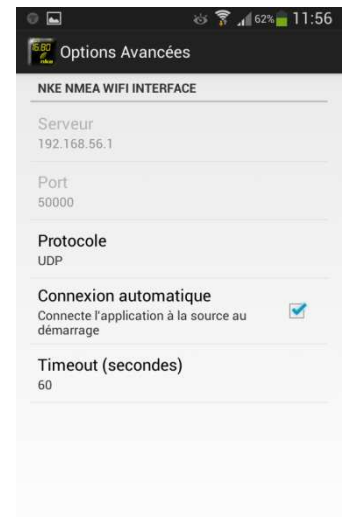 62% 11:56
Options Avancées
NKE NMEA WIFI INTERFACE
Serveur
192.168.56.1
Port
50000
Protocole
UDP
Connexion automatique
Connecte l'application à la source au
démarrage
Timeout (secondes)
60